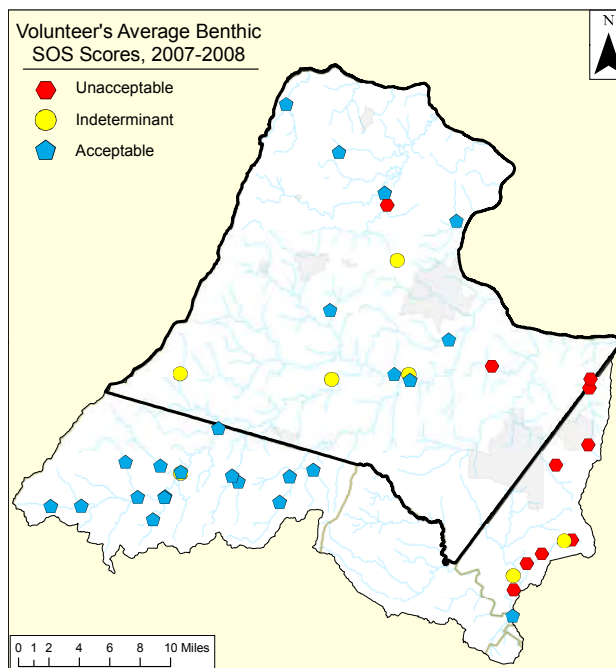 Volunteer's Average Benthic
SOS Scores, 2007-2008
N
Unacceptable
Indeterminant
Acceptable
0 1 2 4 6 8 10 Miles